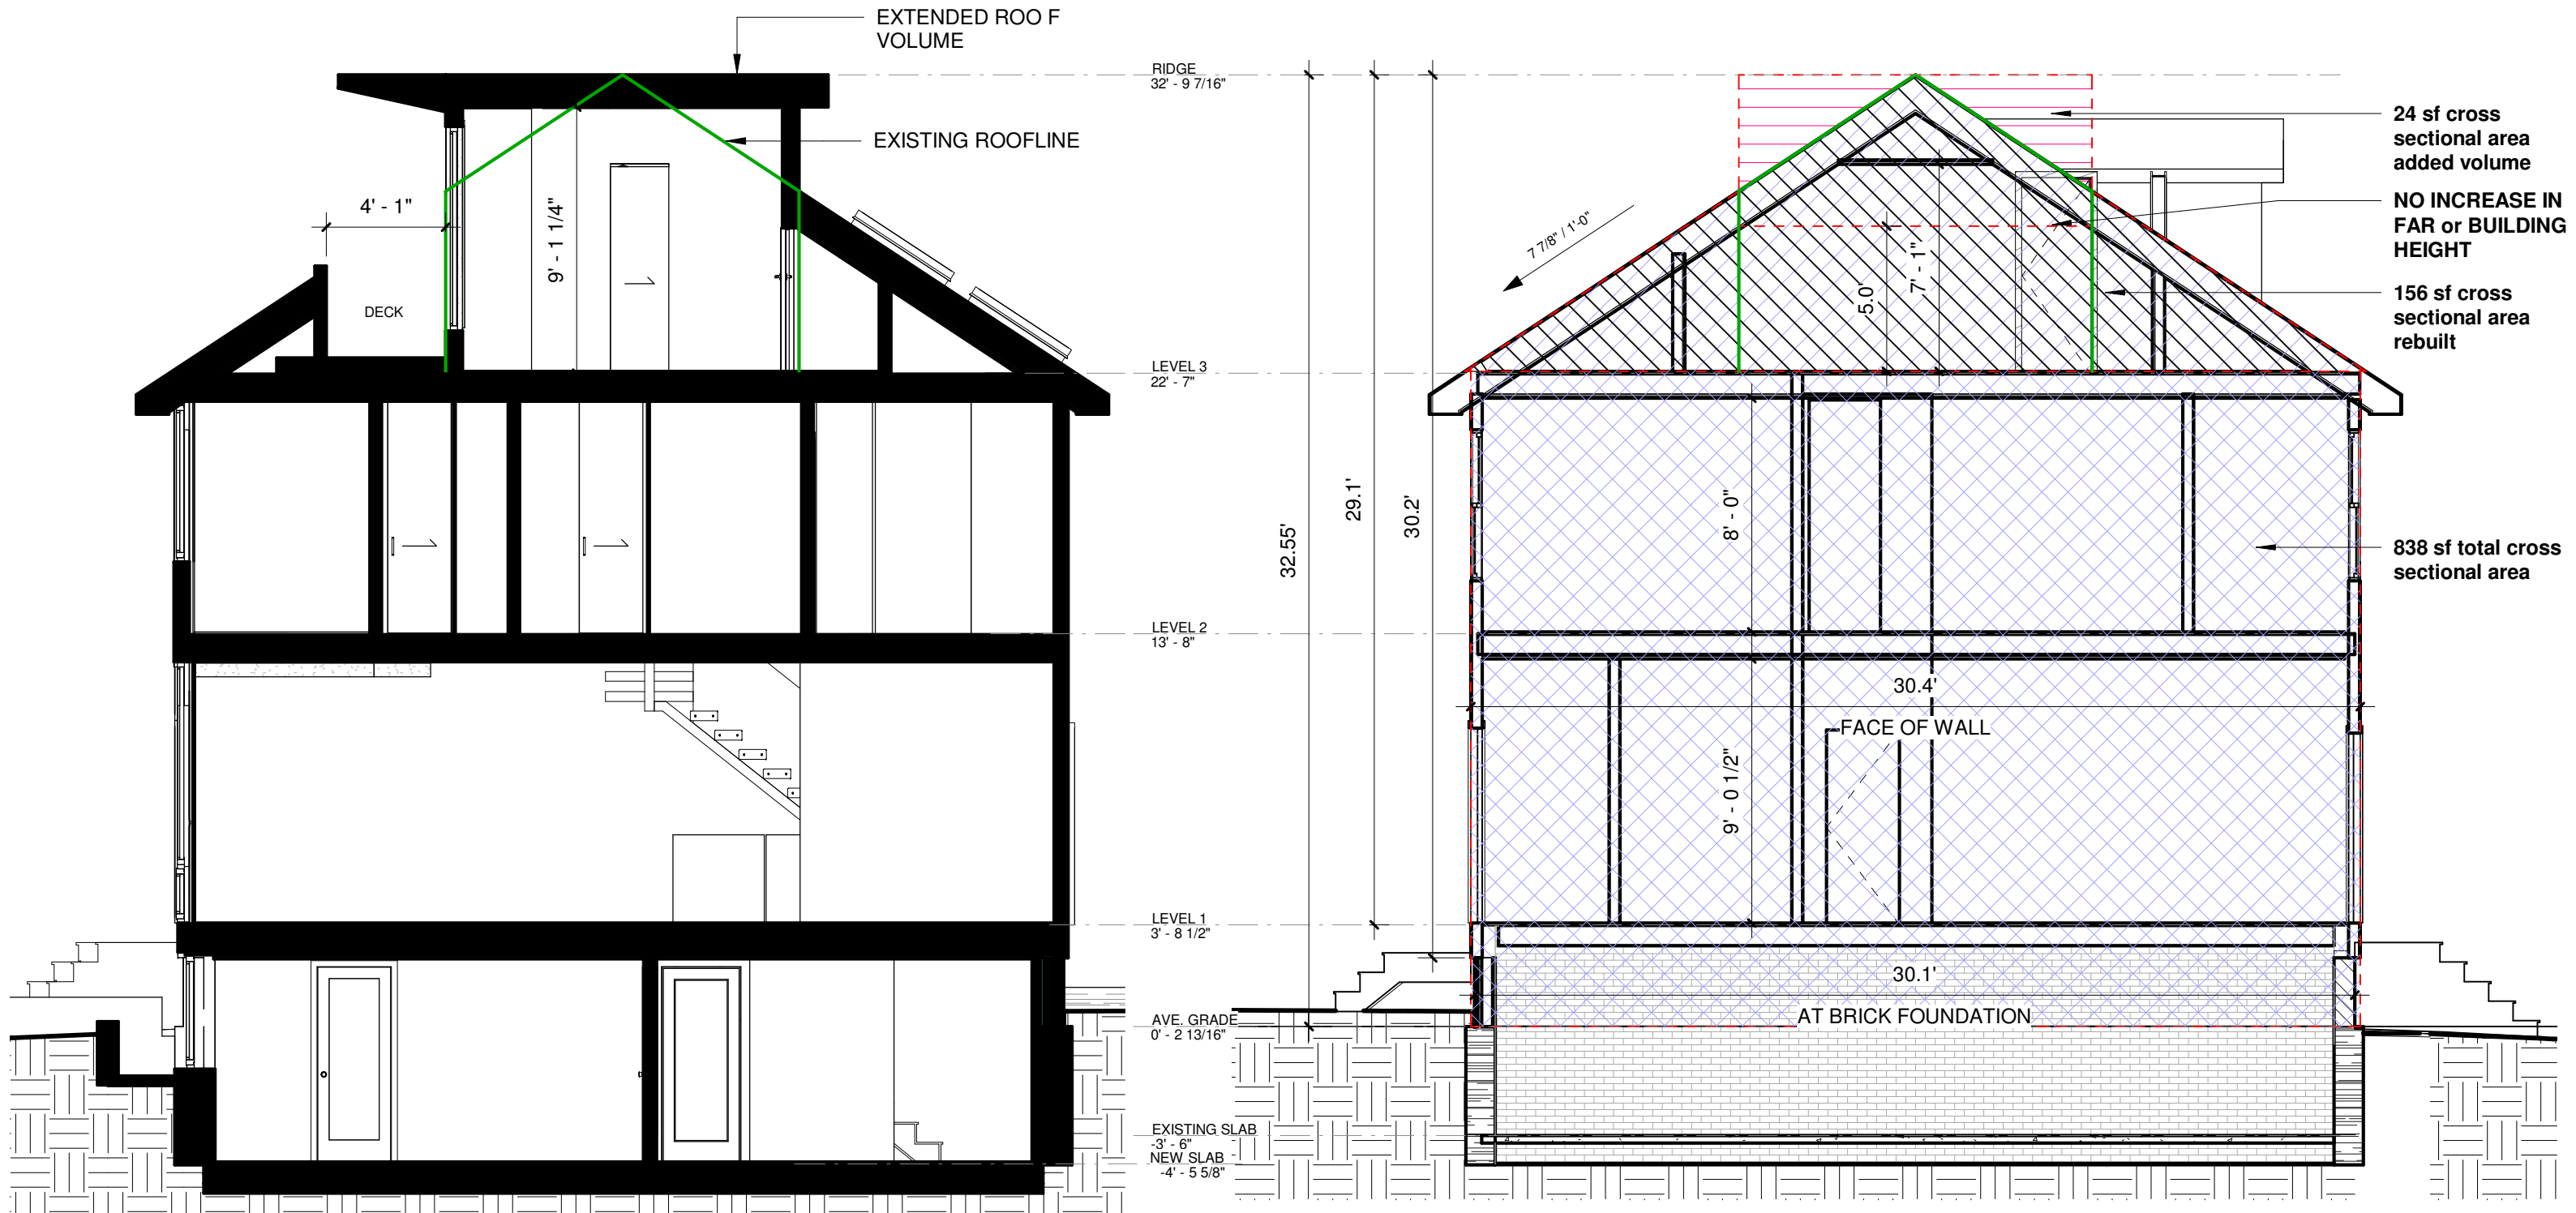 EXTENDED ROO F
VOLUME
EXISTING ROOFLINE
4' - 1"
9' - 1 1/4"
DECK
RIDGE
32' - 9 7/16"
LEVEL 3
22' - 7"
LEVEL 2
13' - 8"
LEVEL 1
3' - 8 1/2"
AVE. GRADE
0' - 2 13/16"
EXISTING SLAB
-3' - 6"
NEW SLAB
-4' - 5 5/8"
32.55'
29.1'
30.2'
7 7/8" / 1'-0"
5.0'
7' - 1"
8' - 0"
30.4'
FACE OF WALL
9' - 0 1/2"
30.1'
AT BRICK FOUNDATION
24 sf cross
sectional area
added volume
NO INCREASE IN
FAR or BUILDING
HEIGHT
156 sf cross
sectional area
rebuilt
838 sf total cross
sectional area